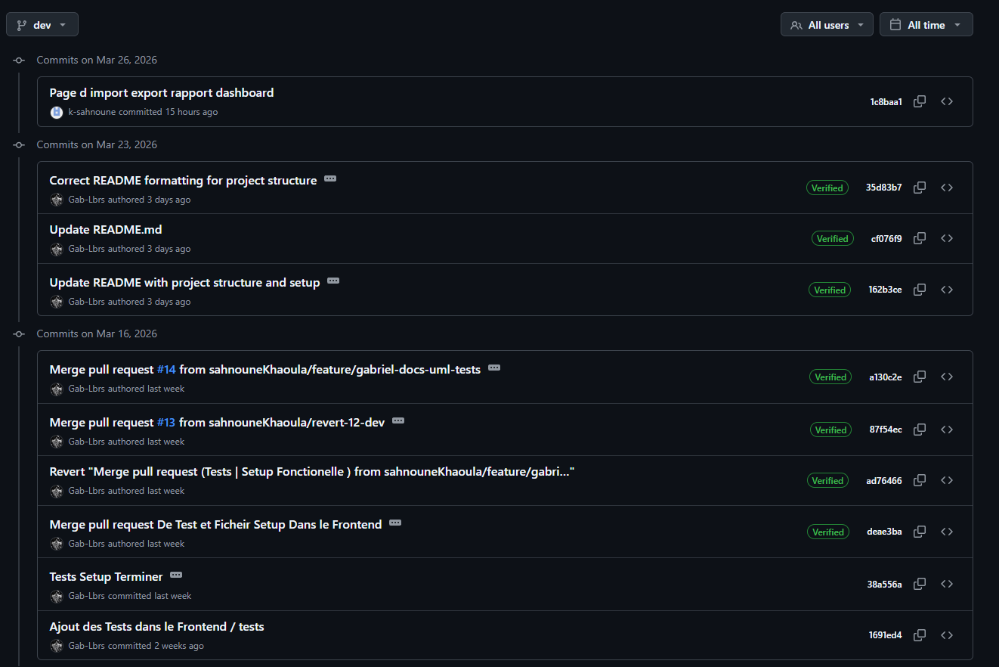 dev
All users
All time
Commits on Mar 26, 2026
Page d import export rapport dashboard
k-sahnoune committed 15 hours ago
1c8baa1
Commits on Mar 23, 2026
Correct README formatting for project structure
Gab-Lbrs authored 3 days ago
Verified
35d83b7
Update README.md
Gab-Lbrs authored 3 days ago
Verified
cf076f9
Update README with project structure and setup
Gab-Lbrs authored 3 days ago
Verified
162b3ce
Commits on Mar 16, 2026
Merge pull request #14 from sahnouneKhaoula/feature/gabriel-docs-uml-tests
Gab-Lbrs authored last week
Verified
a130c2e
Merge pull request #13 from sahnouneKhaoula/revert-12-dev
Gab-Lbrs authored last week
Verified
87f54ec
Revert "Merge pull request (Tests | Setup Fonctionelle ) from sahnouneKhaoula/feature/gabri..."
Gab-Lbrs authored last week
Verified
ad76466
Merge pull request De Test et Ficheir Setup Dans le Frontend
Gab-Lbrs authored last week
Verified
deae3ba
Tests Setup Terminer
Gab-Lbrs committed last week
38a556a
Ajout des Tests dans le Frontend / tests
Gab-Lbrs committed 2 weeks ago
1691ed4